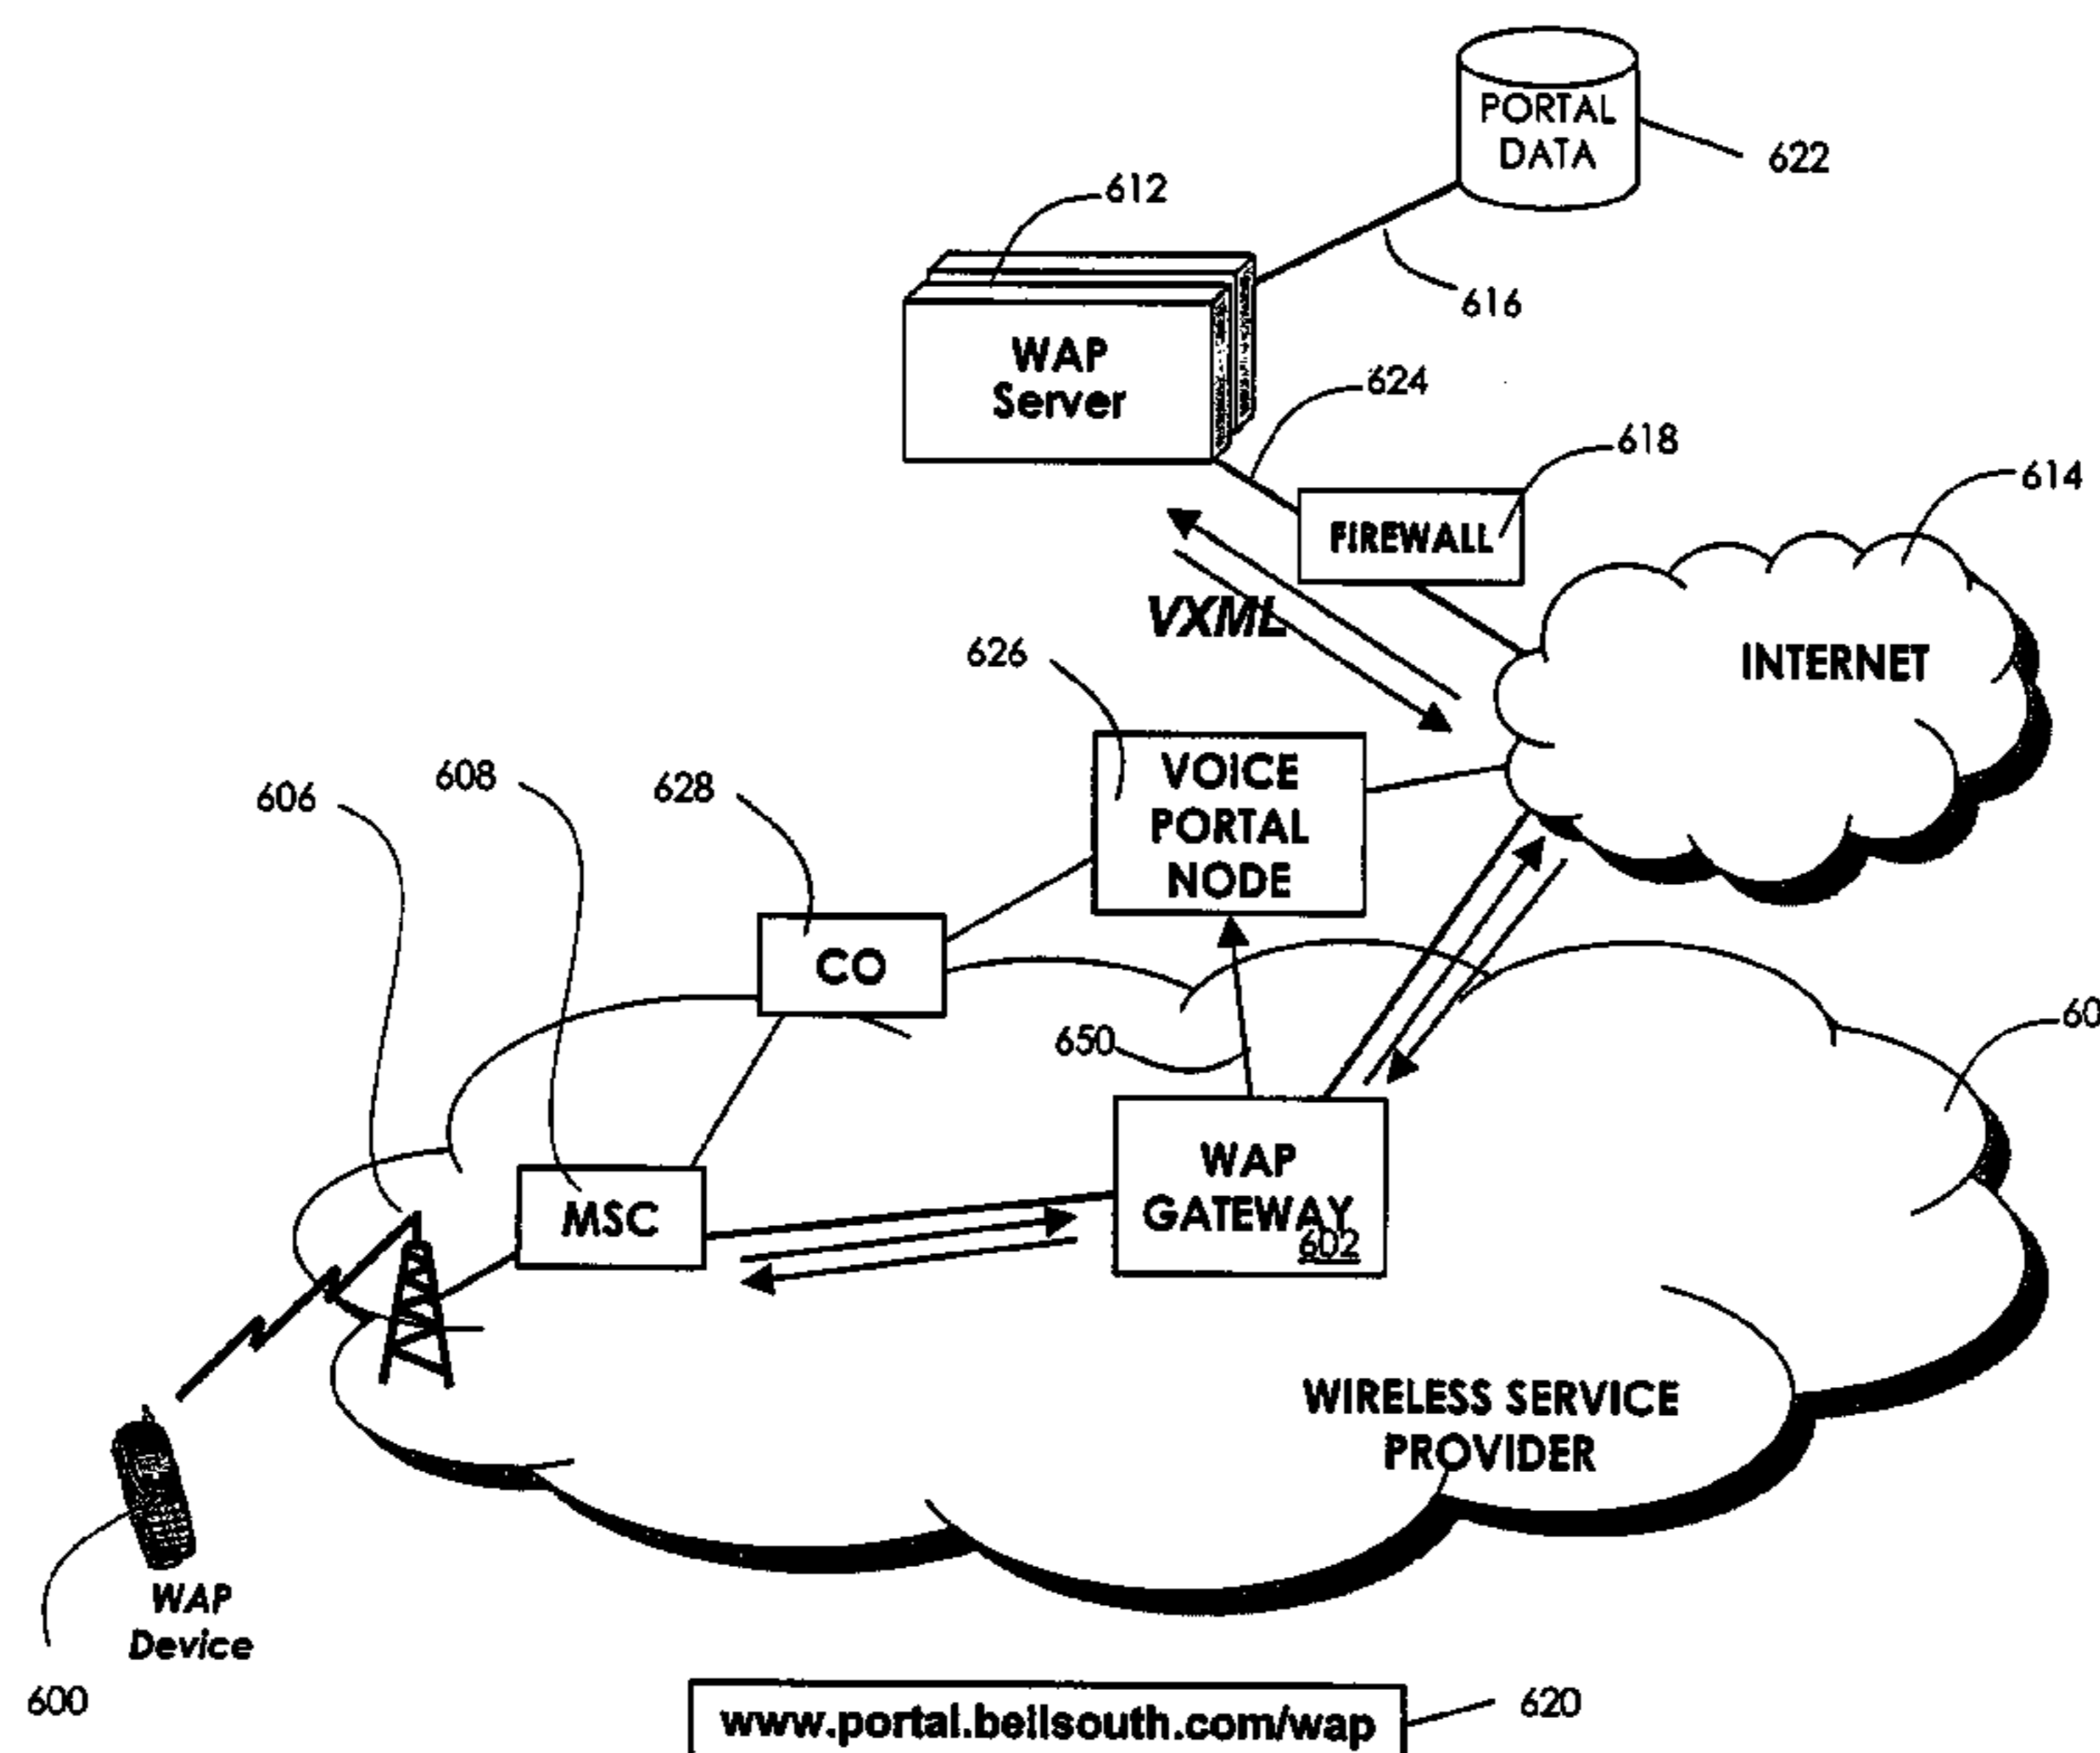 PORTAL
DATA
622
612
616
WAP
Server
624
618
614
FIREWALL
VXML
626
INTERNET
VOICE
PORTAL
NODE
608
628
606
CO
650
60
WAP
GATEWAY
602
MSC
WIRELESS SERVICE
PROVIDER
WAP
Device
600
www.portal.bellsouth.com/wap
620